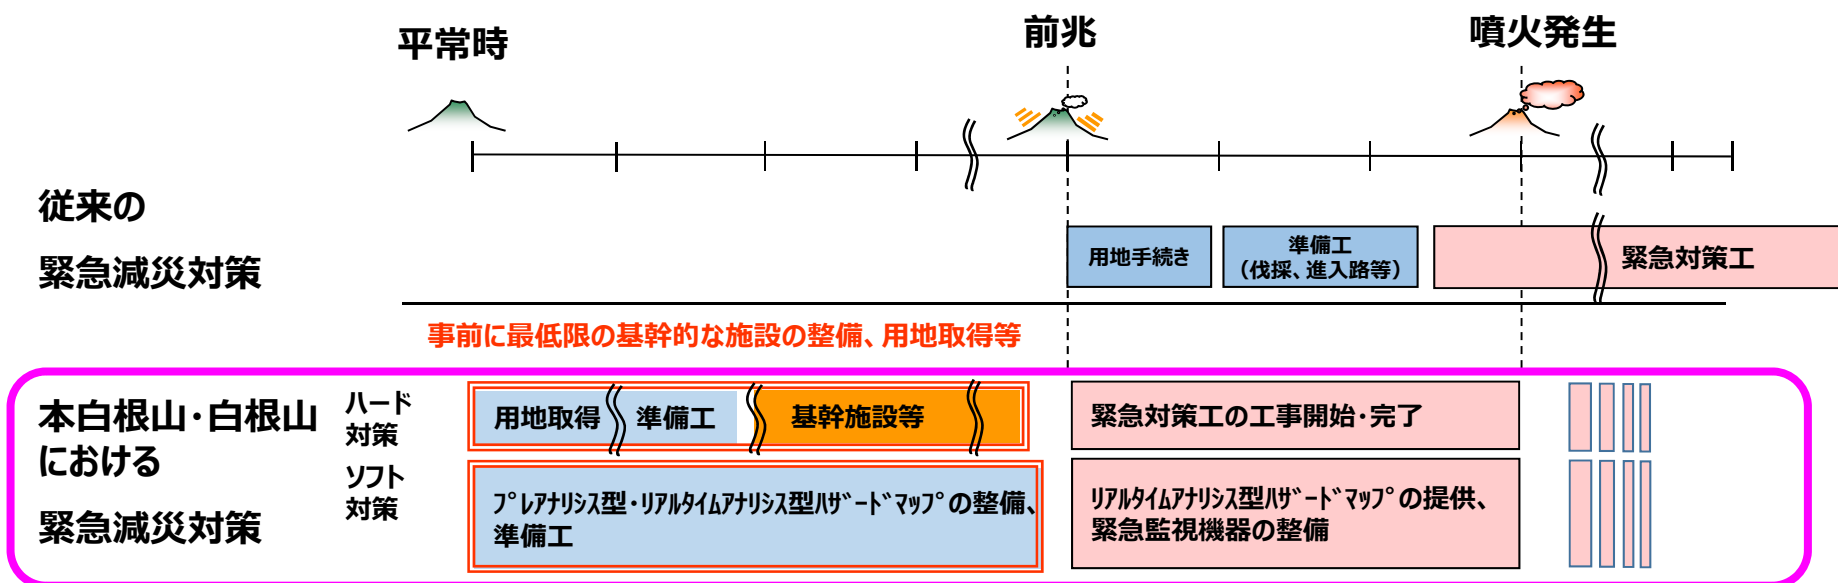 平常時
前兆
噴火発生
従来の
緊急減災対策
用地手続き
準備工
（伐採、進入路等）
緊急対策工
事前に最低限の基幹的な施設の整備、用地取得等
本白根山・白根山
における
緊急減災対策
ハード
対策
用地取得
準備工
基幹施設等
緊急対策工の工事開始・完了
ソフト
対策
ﾌﾟﾚｱﾅﾘｼｽ型・ﾘｱﾙﾀｲﾑｱﾅﾘｼｽ型ﾊｻﾞｰﾄﾞﾏｯﾌﾟの整備、
準備工
ﾘｱﾙﾀｲﾑｱﾅﾘｼｽ型ﾊｻﾞｰﾄﾞﾏｯﾌﾟの提供、
緊急監視機器の整備